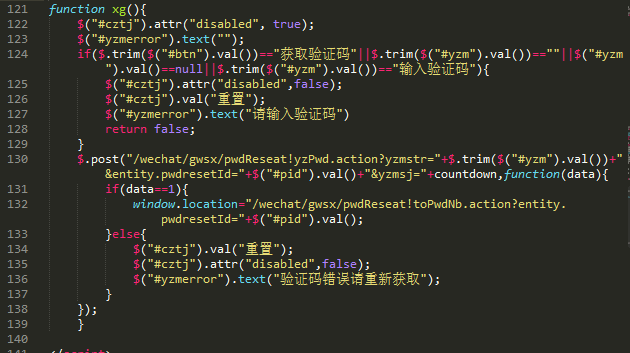 121 function xg(){
122 $("#cztj").attr("disabled", true);
123 $("#yzmerror").text("");
124 if($.trim($("#btn").val())=="获取验证码"||$.trim($("#yzm").val())==""||$("#yzm
").val()==null||$.trim($("#yzm").val())=="输入验证码"){
125 $("#cztj").attr("disabled",false);
126 $("#cztj").val("重置");
127 $("#yzmerror").text("请输入验证码")
128 return false;
129 }
130 $.post("/wechat/gwsx/pwdReseat!yzPwd.action?yzmstr="+$.trim($("#yzm").val())+"
&entity.pwdresetId="+$("#pid").val()+"&yzmsj="+countdown,function(data){
131 if(data==1){
132 window.location="/wechat/gwsx/pwdReseat!toPwdNb.action?entity.
pwdresetId="+$("#pid").val();
133 }else{
134 $("#cztj").val("重置");
135 $("#cztj").attr("disabled",false);
136 $("#yzmerror").text("验证码错误请重新获取");
137 }
138 });
139 }
140
141 </script>